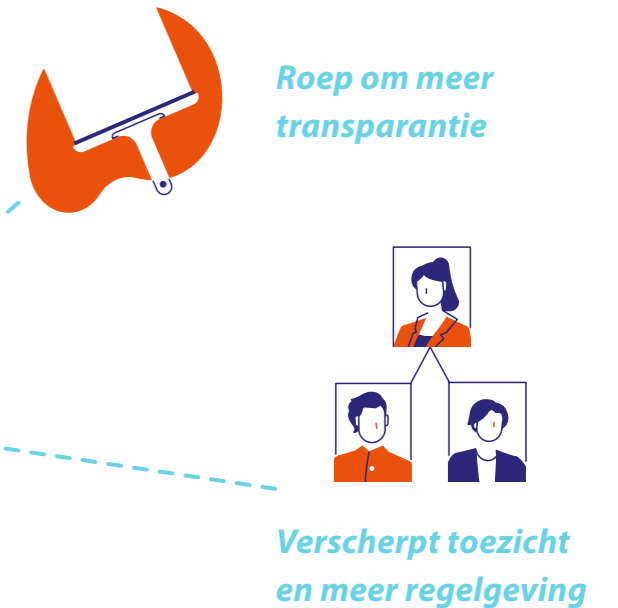 Roep om meer
transparantie
Verscherpt toezicht
en meer regelgeving